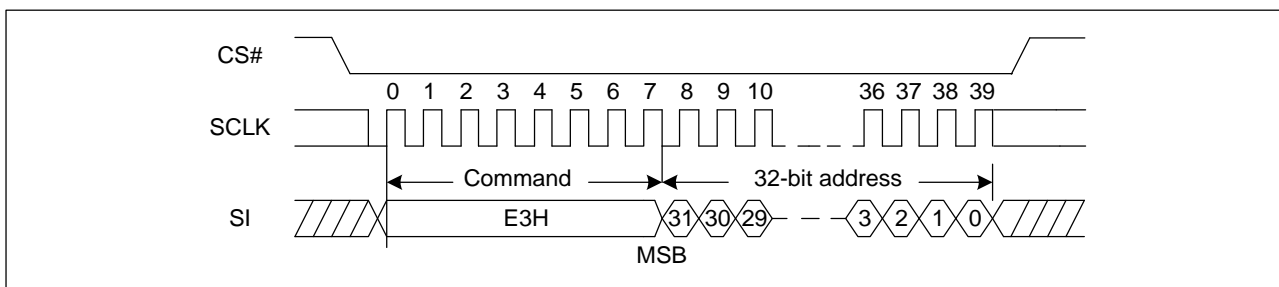 CS#
0 1 2 3 4 5 6 7 8 9 10 36 37 38 39
SCLK
Command 32-bit address
SI E3H 31 30 29 3 2 1 0
MSB